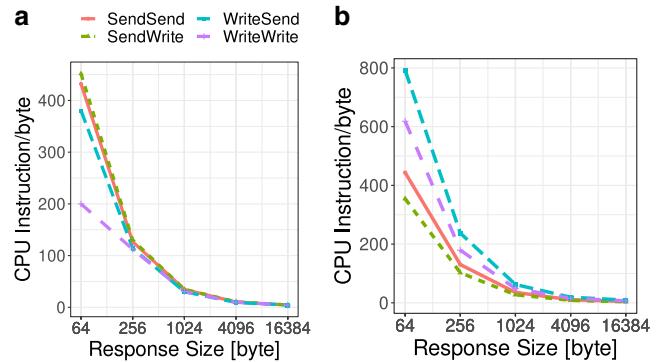 a
SendSend WriteSend
SendWrite WriteWrite
CPU Instruction/byte
400
300
200
100
0
64 256 1024 4096 16384
Response Size [byte]
b
CPU Instruction/byte
800
600
400
200
0
64 256 1024 4096 16384
Response Size [byte]